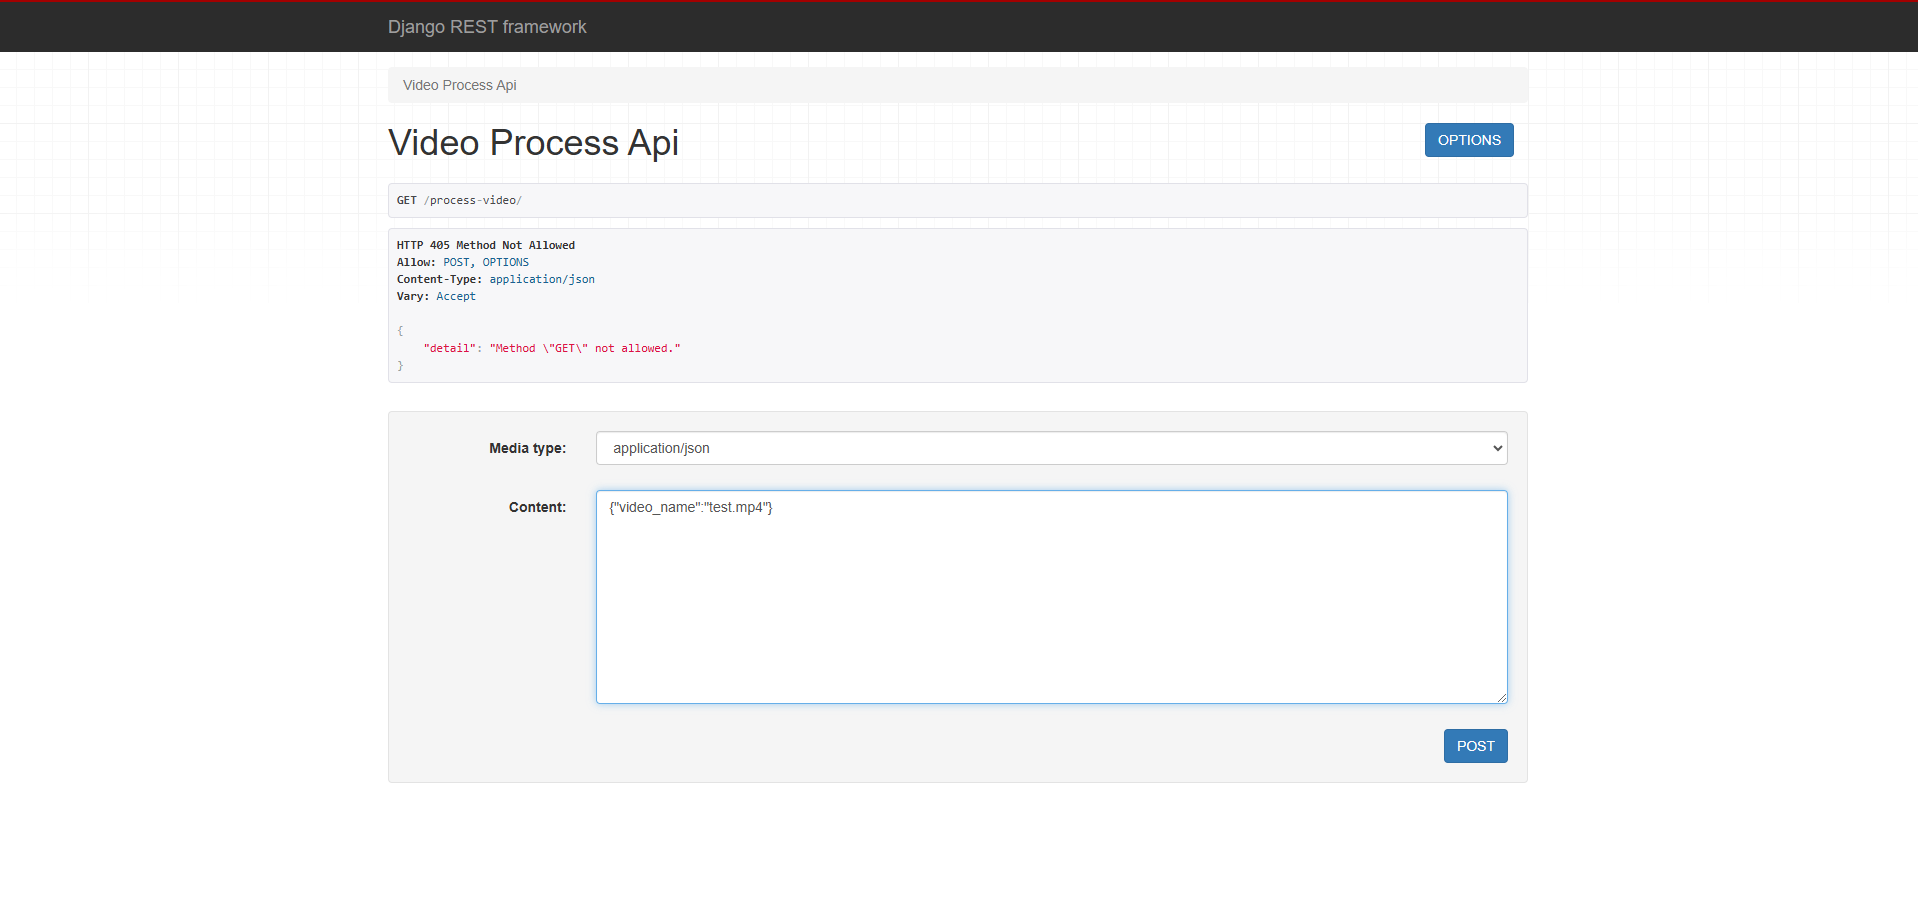 Django REST framework
Video Process Api
Video Process Api
OPTIONS
GET /process-video/
HTTP 405 Method Not Allowed
Allow: POST, OPTIONS
Content-Type: application/json
Vary: Accept
{
    "detail": "Method \"GET\" not allowed."
}
Media type:
application/json
Content:
{"video_name":"test.mp4"}
POST